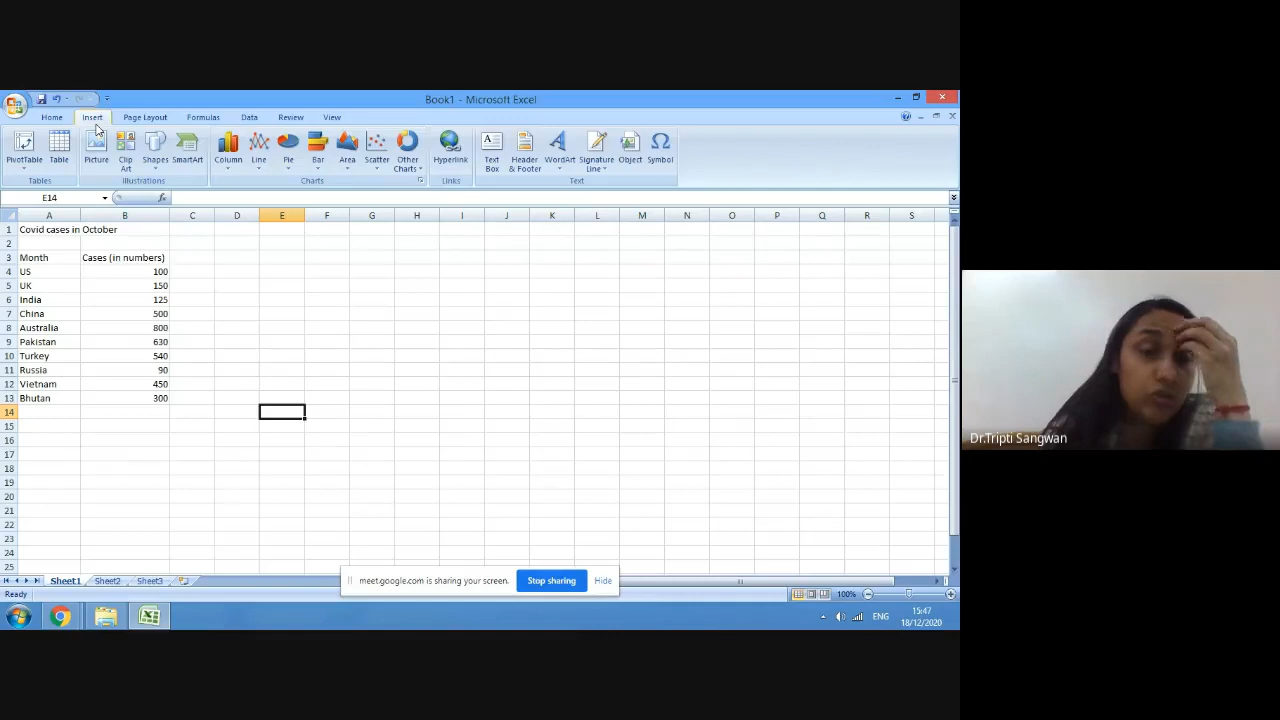 Book1 - Microsoft Excel
Home Insert Page Layout Formulas Data Review View
PivotTable Table Picture Clip Art Shapes SmartArt Column Line Pie Bar Area Scatter Other Charts Hyperlink Text Box Header & Footer WordArt Signature Line Object Symbol
Tables Illustrations Charts Links Text
E14 fx
A B C D E F G H I J K L M N O P Q R S
1 Covid cases in October
2
3 Month Cases (in numbers)
4 US 100
5 UK 150
6 India 125
7 China 500
8 Australia 800
9 Pakistan 630
10 Turkey 540
11 Russia 90
12 Vietnam 450
13 Bhutan 300
14
15
16
17
18
19
20
21
22
23
24
25
Sheet1 Sheet2 Sheet3
meet.google.com is sharing your screen. Stop sharing Hide
Ready 100%
ENG 15:47
18/12/2020
Dr.Tripti Sangwan